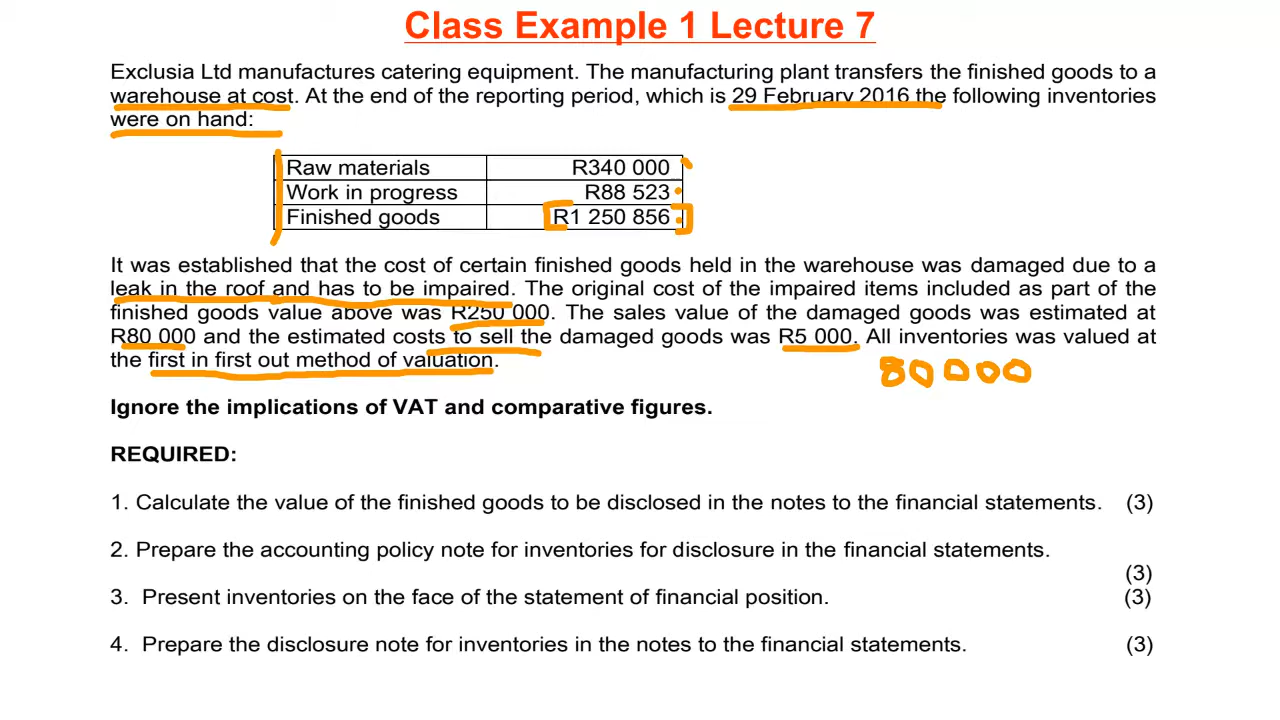 Class Example 1 Lecture 7
Exclusia Ltd manufactures catering equipment. The manufacturing plant transfers the finished goods to a
warehouse at cost. At the end of the reporting period, which is 29 February 2016 the following inventories
were on hand:
Raw materials R340 000
Work in progress R88 523
Finished goods R1 250 856
It was established that the cost of certain finished goods held in the warehouse was damaged due to a
leak in the roof and has to be impaired. The original cost of the impaired items included as part of the
finished goods value above was R250 000. The sales value of the damaged goods was estimated at
R80 000 and the estimated costs to sell the damaged goods was R5 000. All inventories was valued at
the first in first out method of valuation.
80000
Ignore the implications of VAT and comparative figures.
REQUIRED:
1. Calculate the value of the finished goods to be disclosed in the notes to the financial statements. (3)
2. Prepare the accounting policy note for inventories for disclosure in the financial statements.
(3)
3. Present inventories on the face of the statement of financial position. (3)
4. Prepare the disclosure note for inventories in the notes to the financial statements. (3)